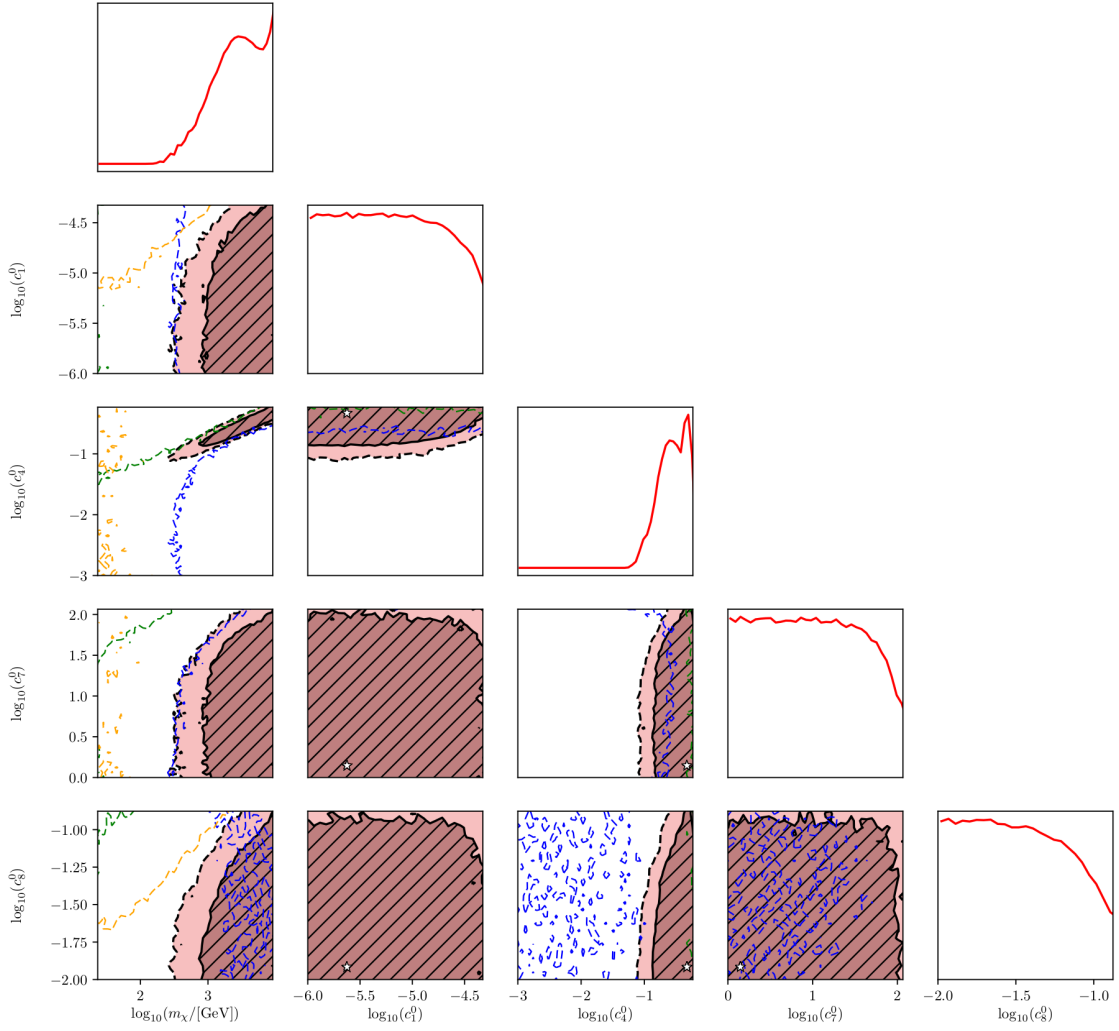 −4.5
−5.0
−5.5
−6.0
log₁₀(c₁⁰)
−1
−2
−3
log₁₀(c₄⁰)
2.0
1.5
1.0
0.5
0.0
log₁₀(c₇⁰)
−1.00
−1.25
−1.50
−1.75
−2.00
log₁₀(c₈⁰)
2 3
log₁₀(m_χ/[GeV])
−6.0 −5.5 −5.0 −4.5
log₁₀(c₁⁰)
−3 −2 −1
log₁₀(c₄⁰)
0 1 2
log₁₀(c₇⁰)
−2.0 −1.5 −1.0
log₁₀(c₈⁰)